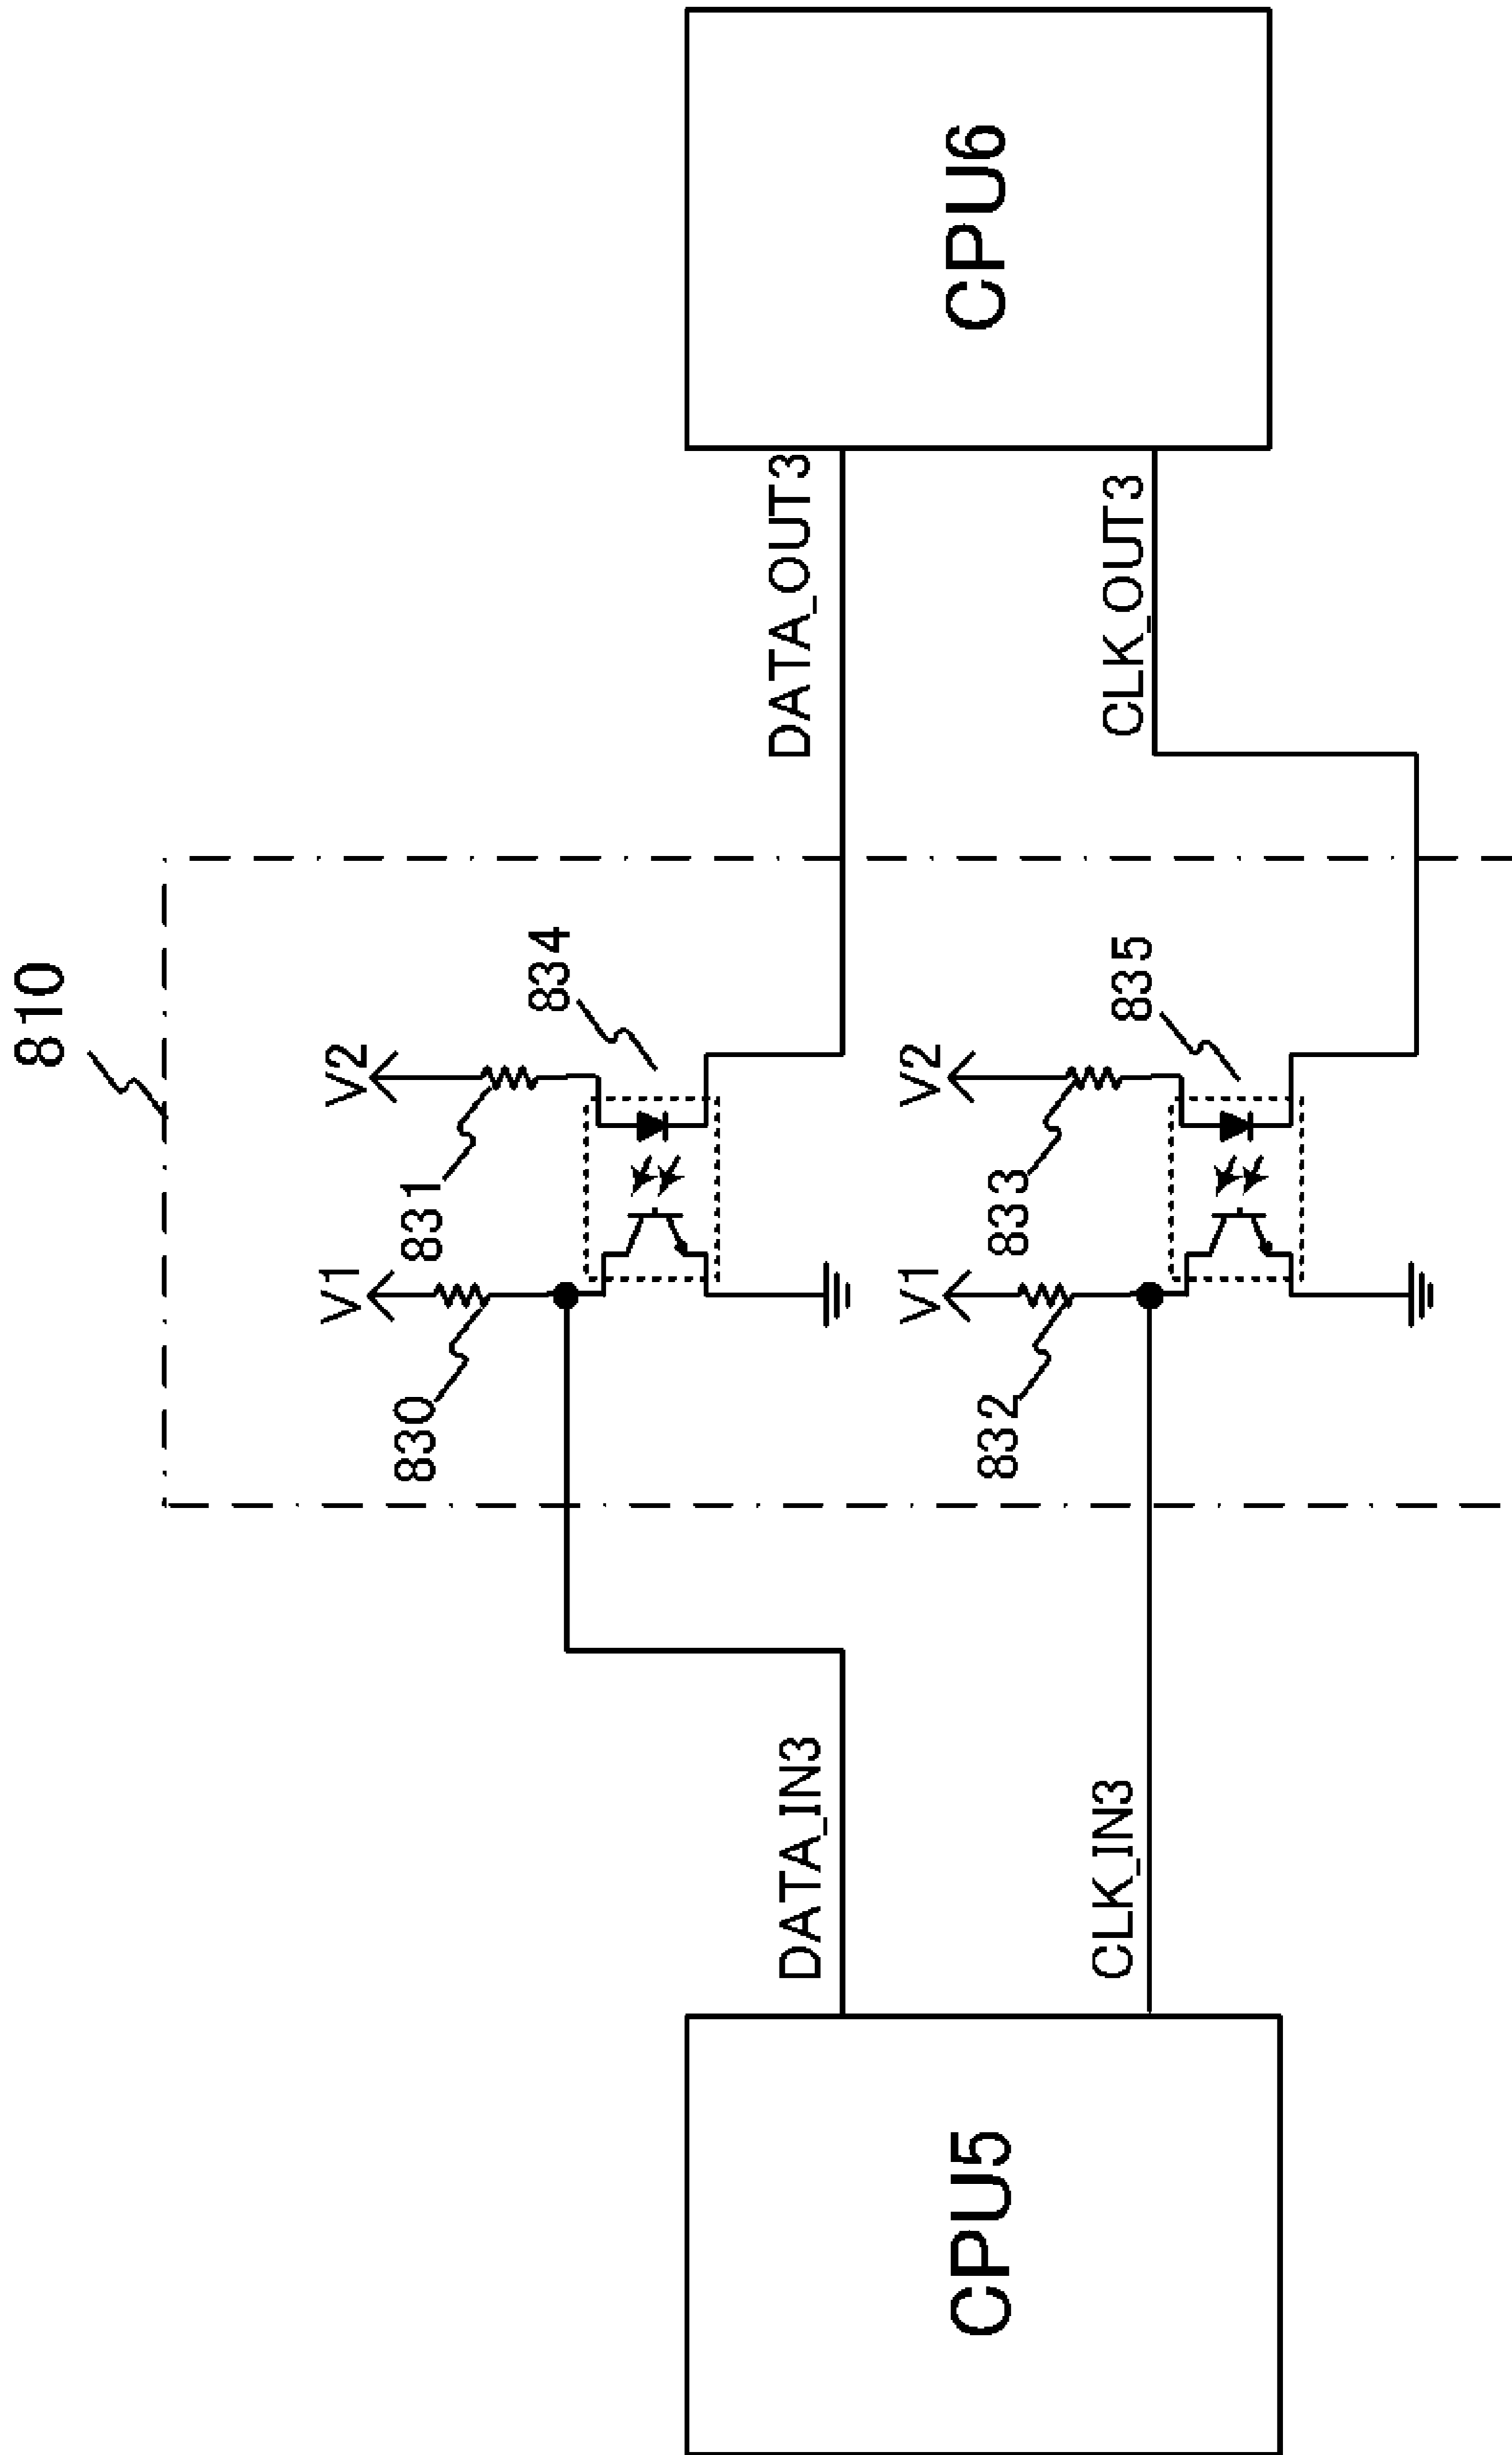 810
V1
V2
830
831
834
V1
V2
832
833
835
CPU5
DATA_IN3
CLK_IN3
DATA_OUT3
CLK_OUT3
CPU6